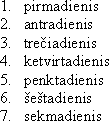 1. pirmadienis
2. antradienis
3. trečiadienis
4. ketvirtadienis
5. penktadienis
6. šeštadienis
7. sekmadienis